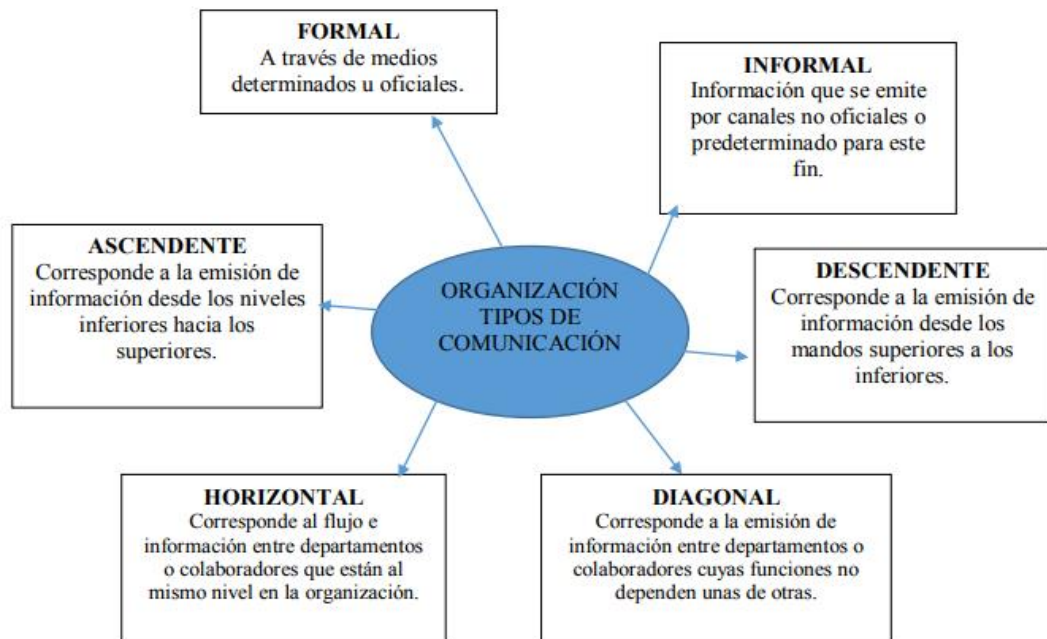 FORMAL
A través de medios
determinados u oficiales.
INFORMAL
Información que se emite
por canales no oficiales o
predeterminado para este
fin.
ASCENDENTE
Corresponde a la emisión de
información desde los niveles
inferiores hacia los
superiores.
ORGANIZACIÓN
TIPOS DE
COMUNICACIÓN
DESCENDENTE
Corresponde a la emisión de
información desde los
mandos superiores a los
inferiores.
HORIZONTAL
Corresponde al flujo e
información entre departamentos
o colaboradores que están al
mismo nivel en la organización.
DIAGONAL
Corresponde a la emisión de
información entre departamentos o
colaboradores cuyas funciones no
dependen unas de otras.